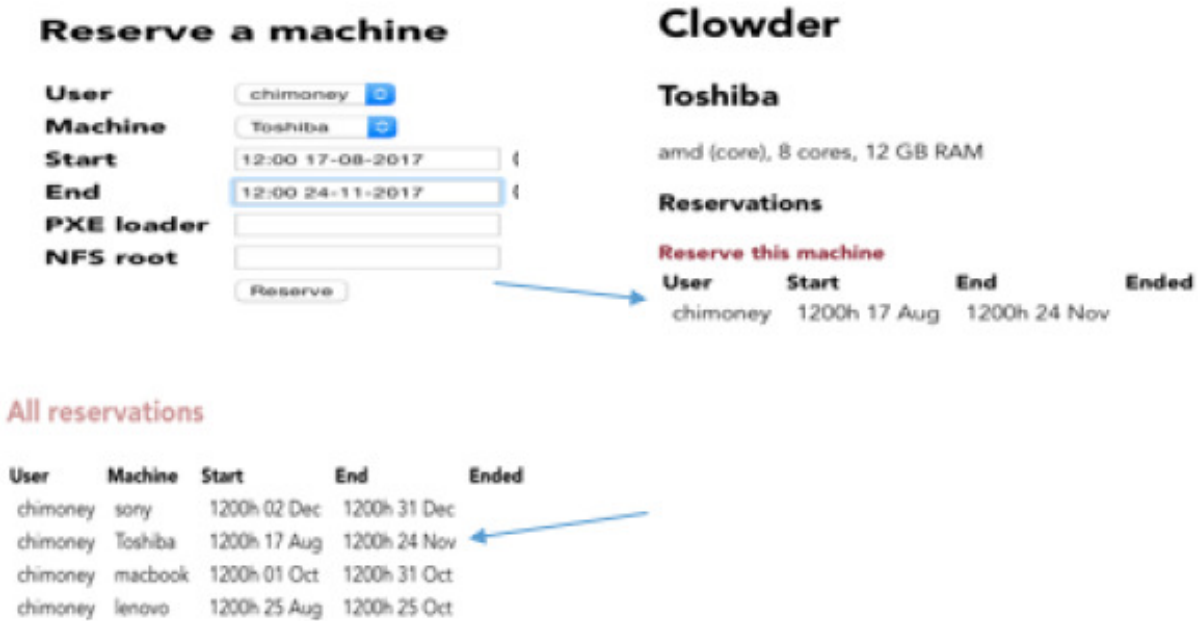 Reserve a machine
User chimoney
Machine Toshiba
Start 12:00 17-08-2017
End 12:00 24-11-2017
PXE loader
NFS root
Reserve
Clowder
Toshiba
amd (core), 8 cores, 12 GB RAM
Reservations
Reserve this machine
User Start End Ended
chimoney 1200h 17 Aug 1200h 24 Nov
All reservations
User Machine Start End Ended
chimoney sony 1200h 02 Dec 1200h 31 Dec
chimoney Toshiba 1200h 17 Aug 1200h 24 Nov
chimoney macbook 1200h 01 Oct 1200h 31 Oct
chimoney lenovo 1200h 25 Aug 1200h 25 Oct